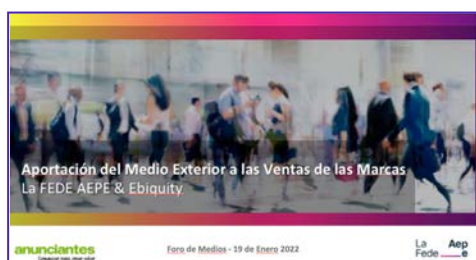 Aportación del Medio Exterior a las Ventas de las Marcas
La FEDE AEPE & Ebiquity
anunciantes
Foro de Medios - 19 de Enero 2022
La Aep
Fede e